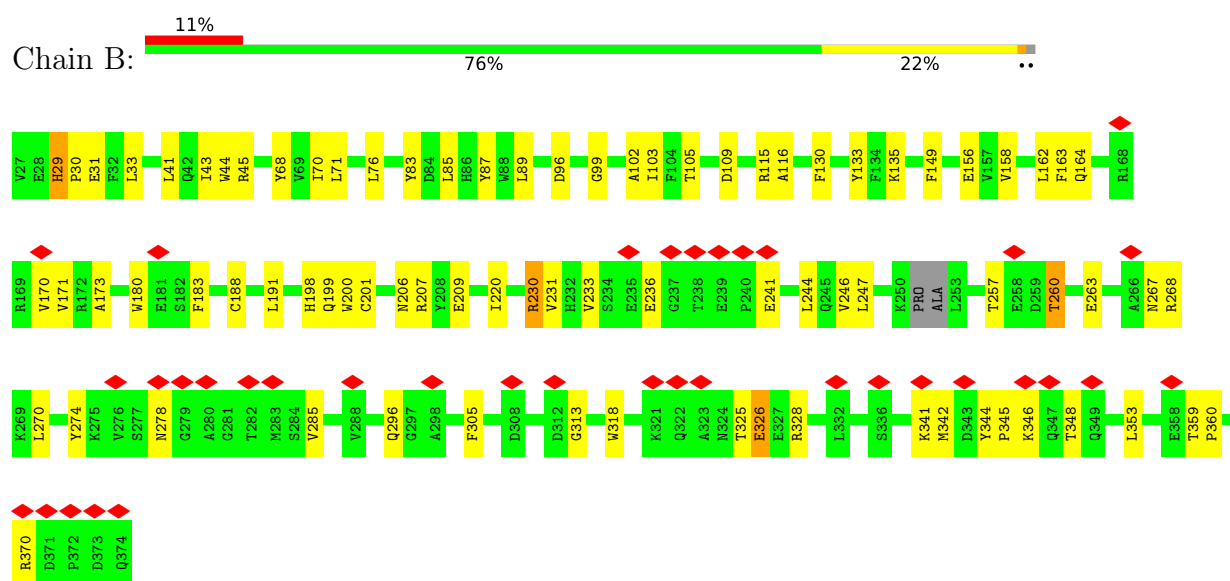 11%
Chain B:
76% 22% ••
V27 E28 H29 P30 E31 F32 L33 L41 Q42 I43 W44 R45 Y68 V69 I70 L71 L76 Y83 D84 L85 H86 Y87 W88 L89 D96 G99 A102 I103 F104 T105 D109 R115 A116 F130 Y133 F134 K135 F149 E156 V157 V158 L162 F163 Q164 R168
R169 V170 V171 R172 A173 W180 E181 S182 F183 C188 L191 H198 Q199 W200 C201 N206 R207 Y208 E209 I220 R230 V231 H232 V233 S234 E235 E236 G237 T238 E239 P240 E241 L244 Q245 V246 L247 K250 PRO ALA L253 T257 E258 D259 T260 E263 A266 N267 R268
K269 L270 Y274 K275 V276 S277 N278 G279 A280 G281 T282 M283 S284 V285 V288 Q296 G297 A298 F305 D308 D312 G313 W318 K321 Q322 A323 N324 T325 E326 E327 R328 L332 S336 K341 M342 D343 Y344 P345 K346 Q347 T348 Q349 L353 E358 T359 P360
R370 D371 P372 D373 Q374